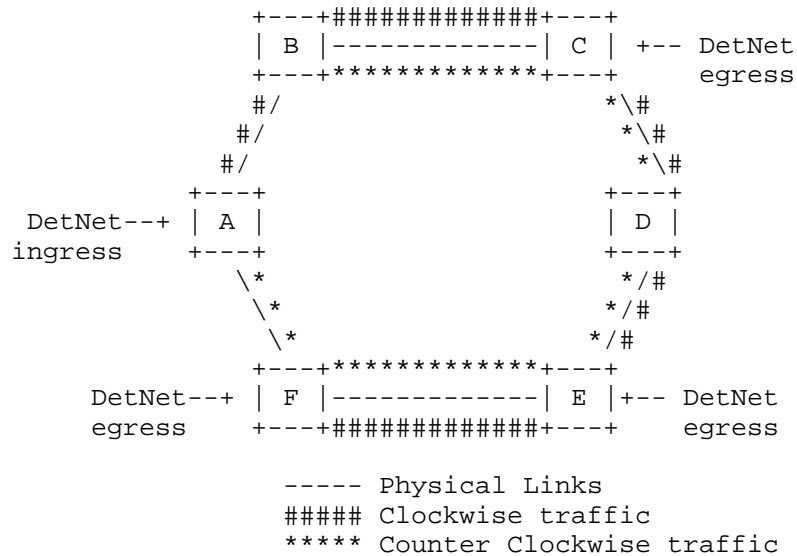 +---+#############+---+
| B |-------------| C | +-- DetNet
+---+*************+---+ egress
#/ *\#
#/ *\#
#/ *\#
+---+ +---+
DetNet--+ | A | | D |
ingress +---+ +---+
\* */#
\* */#
\* */#
+---+*************+---+
DetNet--+ | F |-------------| E |+-- DetNet
egress +---+#############+---+ egress
----- Physical Links
##### Clockwise traffic
***** Counter Clockwise traffic